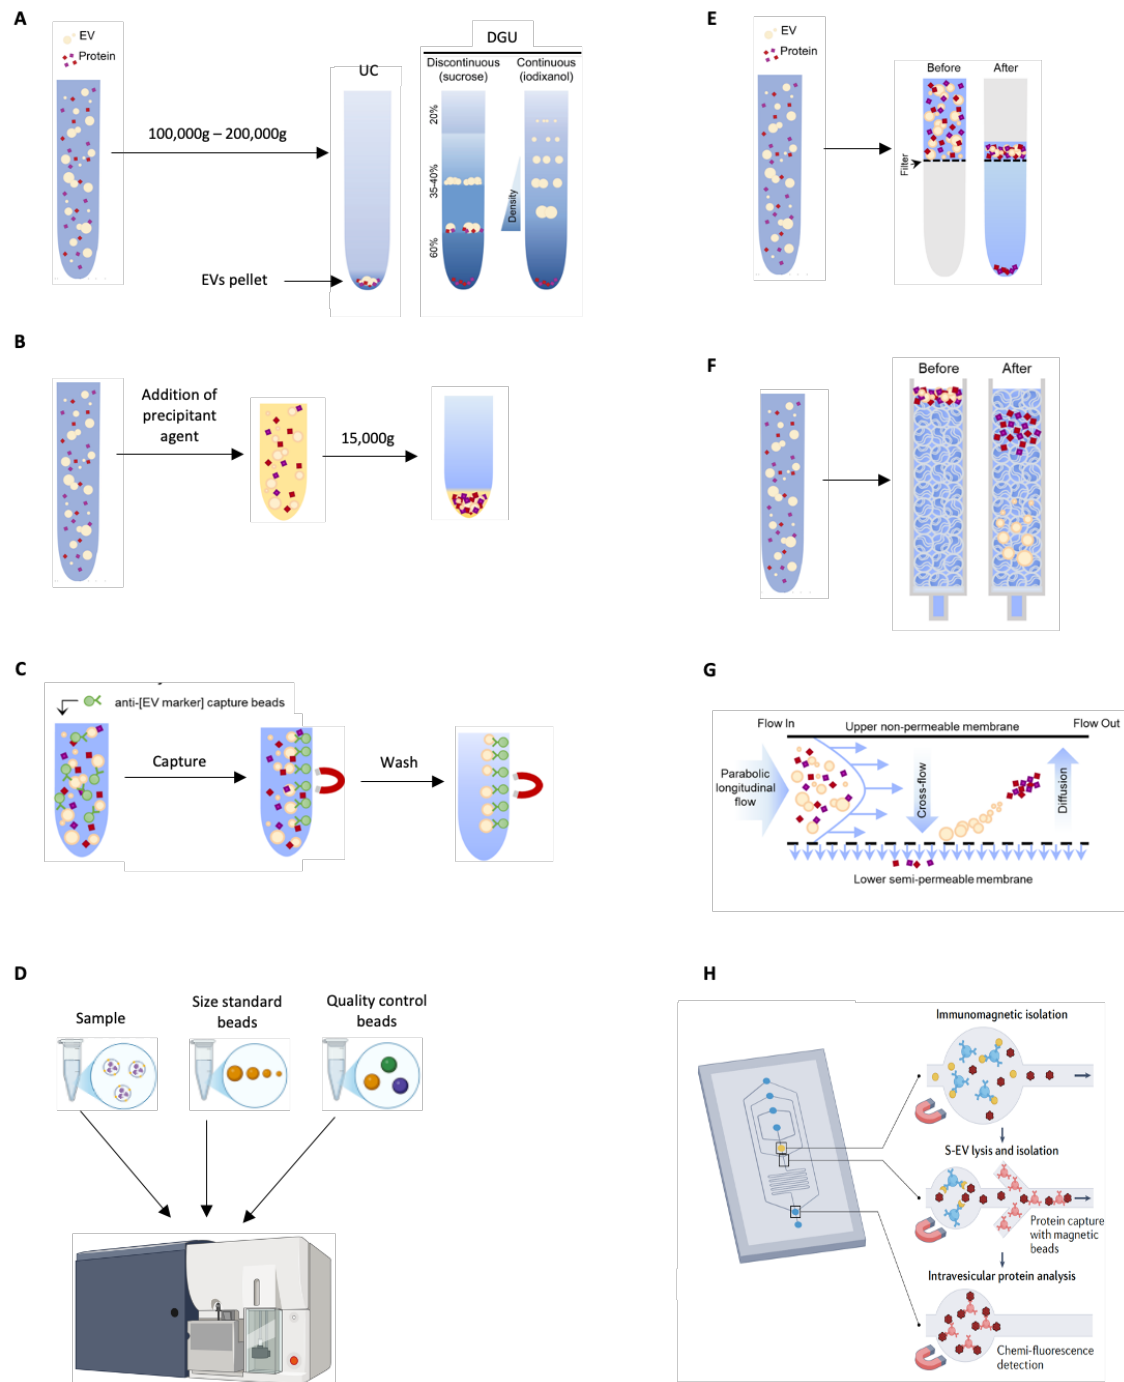 A
EV
Protein
100,000g – 200,000g
EVs pellet
UC
DGU
Discontinuous
(sucrose)
Continuous
(iodixanol)
20%
35-40%
60%
Density
B
Addition of
precipitant
agent
15,000g
C
anti-[EV marker] capture beads
Capture
Wash
D
Sample
Size standard
beads
Quality control
beads
E
EV
Protein
Before
After
Filter
F
Before
After
G
Flow In
Upper non-permeable membrane
Flow Out
Parabolic
longitudinal
flow
Cross-flow
Diffusion
Lower semi-permeable membrane
H
Immunomagnetic isolation
S-EV lysis and isolation
Protein capture
with magnetic
beads
Intravesicular protein analysis
Chemi-fluorescence
detection